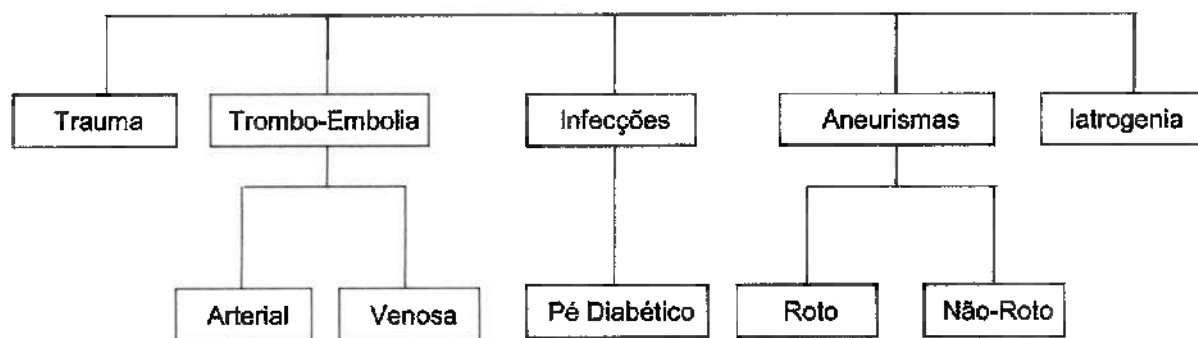 Trauma
Trombo-Embolia
Infecções
Aneurismas
Iatrogenia
Arterial
Venosa
Pé Diabético
Roto
Não-Roto